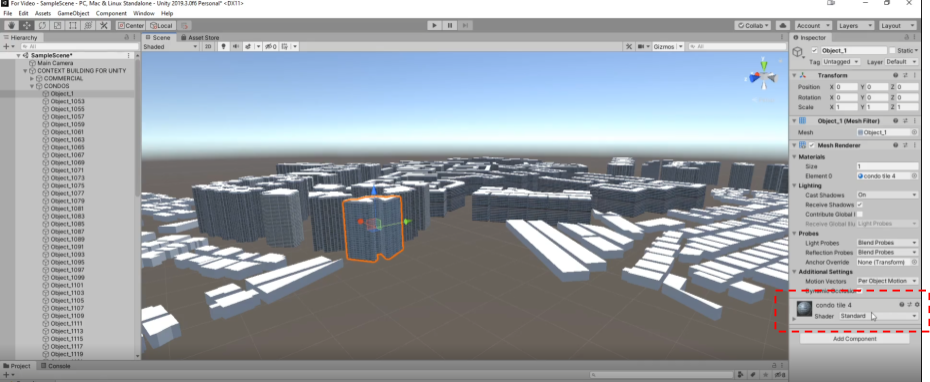 For Video - SampleScene - PC, Mac & Linux Standalone - Unity 2019.3.0f6 Personal* <DX11>
File Edit Assets GameObject Component Window Help
Center Local Collab Account Layers Layout
Hierarchy
All
SampleScene*
Main Camera
CONTEXT BUILDING FOR UNITY
COMMERCIAL
CONDOS
Object_1
Object_1053
Object_1055
Object_1057
Object_1059
Object_1061
Object_1063
Object_1065
Object_1067
Object_1069
Object_1071
Object_1073
Object_1075
Object_1077
Object_1079
Object_1081
Object_1083
Object_1085
Object_1087
Object_1089
Object_1091
Object_1093
Object_1095
Object_1097
Object_1099
Object_1101
Object_1103
Object_1105
Object_1107
Object_1109
Object_1111
Object_1113
Object_1115
Object_1117
Object_1119
Scene Asset Store
Shaded 2D Gizmos All
Inspector
Object_1 Static
Tag Untagged Layer Default
Transform
Position X 0 Y 0 Z 0
Rotation X 0 Y 0 Z 0
Scale X 1 Y 1 Z 1
Object_1 (Mesh Filter)
Mesh Object_1
Mesh Renderer
Materials
Size 1
Element 0 condo tile 4
Lighting
Cast Shadows On
Receive Shadows
Contribute Global I
Receive Global Illu Light Probes
Probes
Light Probes Blend Probes
Reflection Probes Blend Probes
Anchor Override None (Transform)
Additional Settings
Motion Vectors Per Object Motion
Dynamic Occlusion
condo tile 4
Shader Standard
Add Component
Project Console